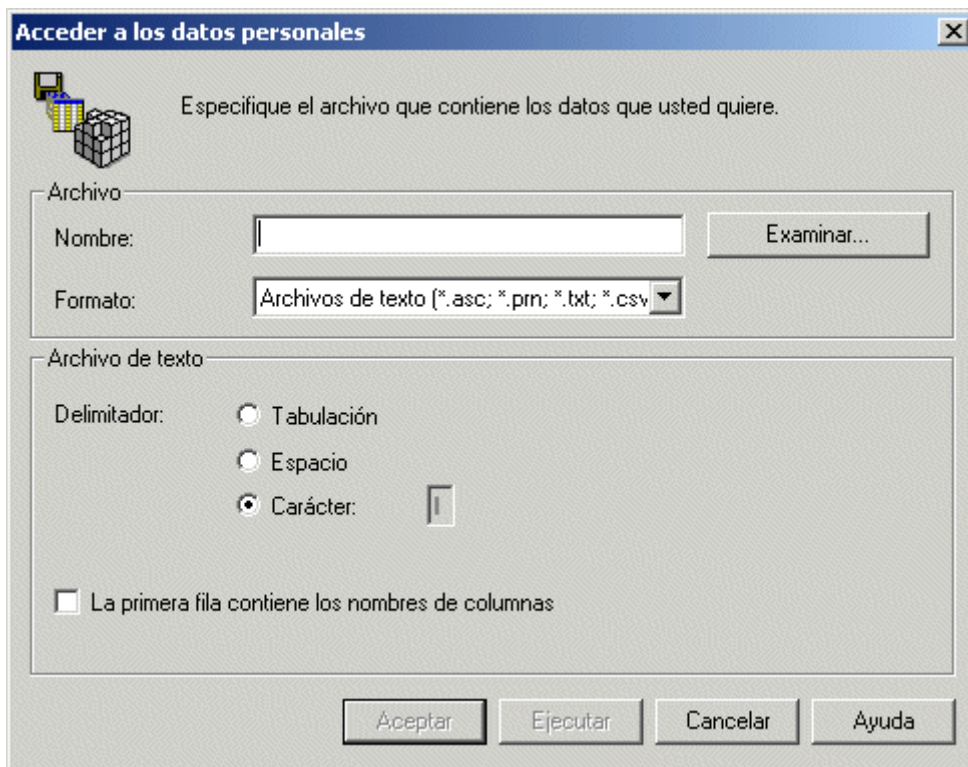 Acceder a los datos personales
Especifique el archivo que contiene los datos que usted quiere.
Archivo
Nombre:
Examinar...
Formato:
Archivos de texto (*.asc; *.prn; *.txt; *.csv
Archivo de texto
Delimitador:
Tabulación
Espacio
Carácter:
La primera fila contiene los nombres de columnas
Aceptar
Ejecutar
Cancelar
Ayuda